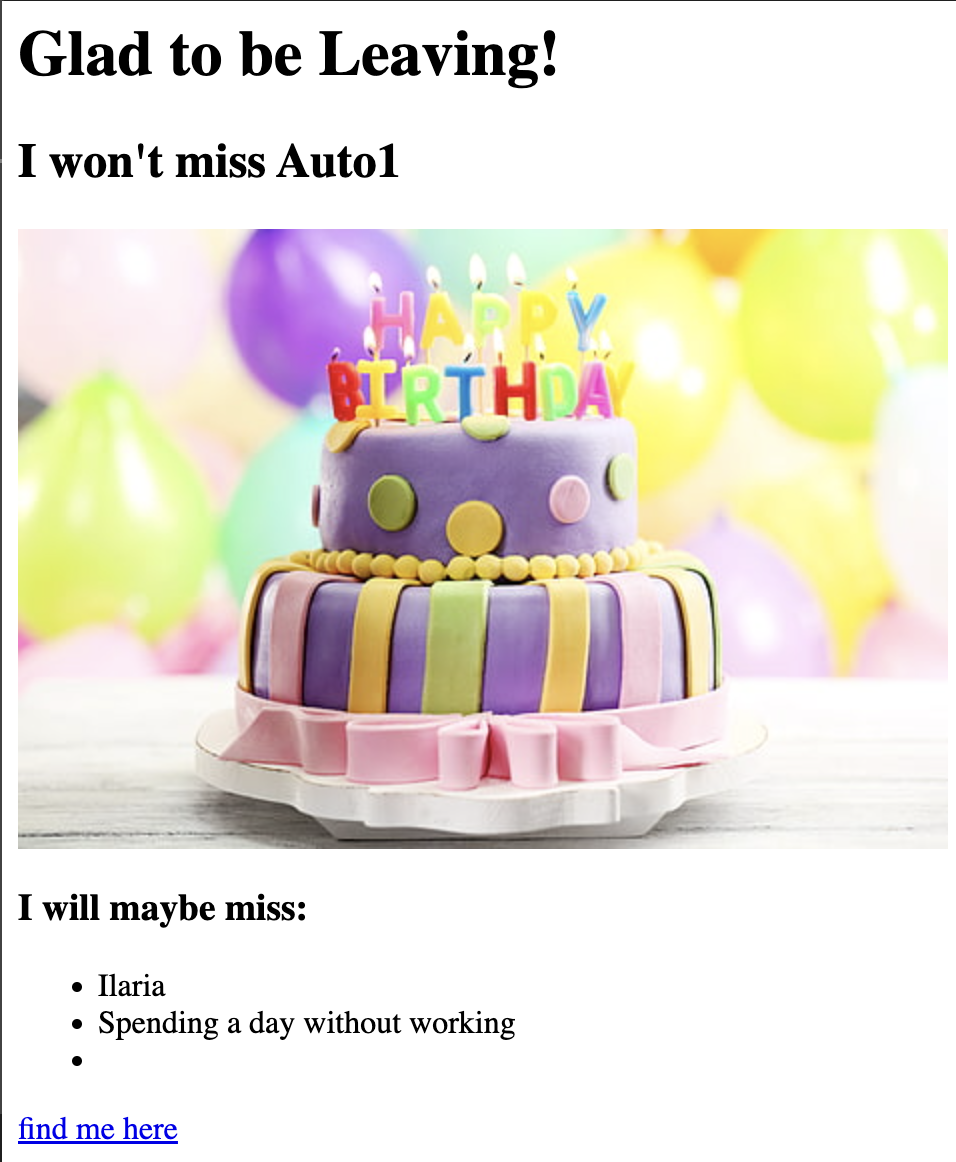 Glad to be Leaving!
I won't miss Auto1
HAPPY
BIRTHDAY
I will maybe miss:
Ilaria
Spending a day without working
find me here